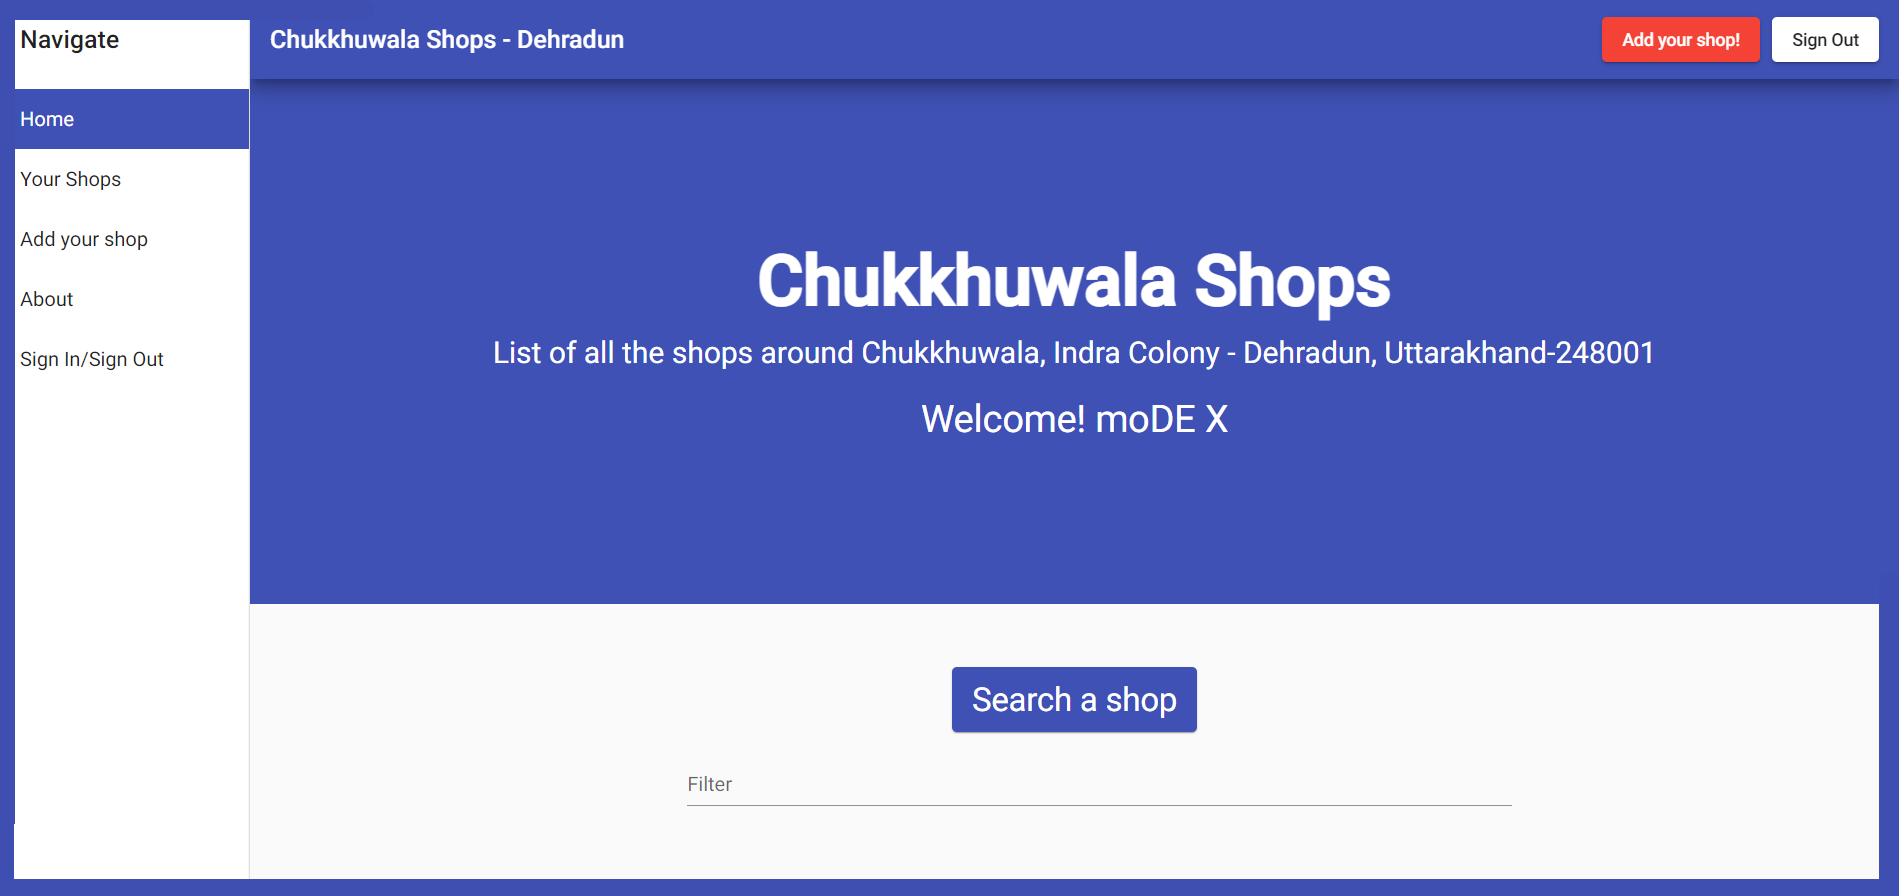 Navigate
Home
Your Shops
Add your shop
About
Sign In/Sign Out
Chukkhuwala Shops - Dehradun
Add your shop!
Sign Out
Chukkhuwala Shops
List of all the shops around Chukkhuwala, Indra Colony - Dehradun, Uttarakhand-248001
Welcome! moDE X
Search a shop
Filter